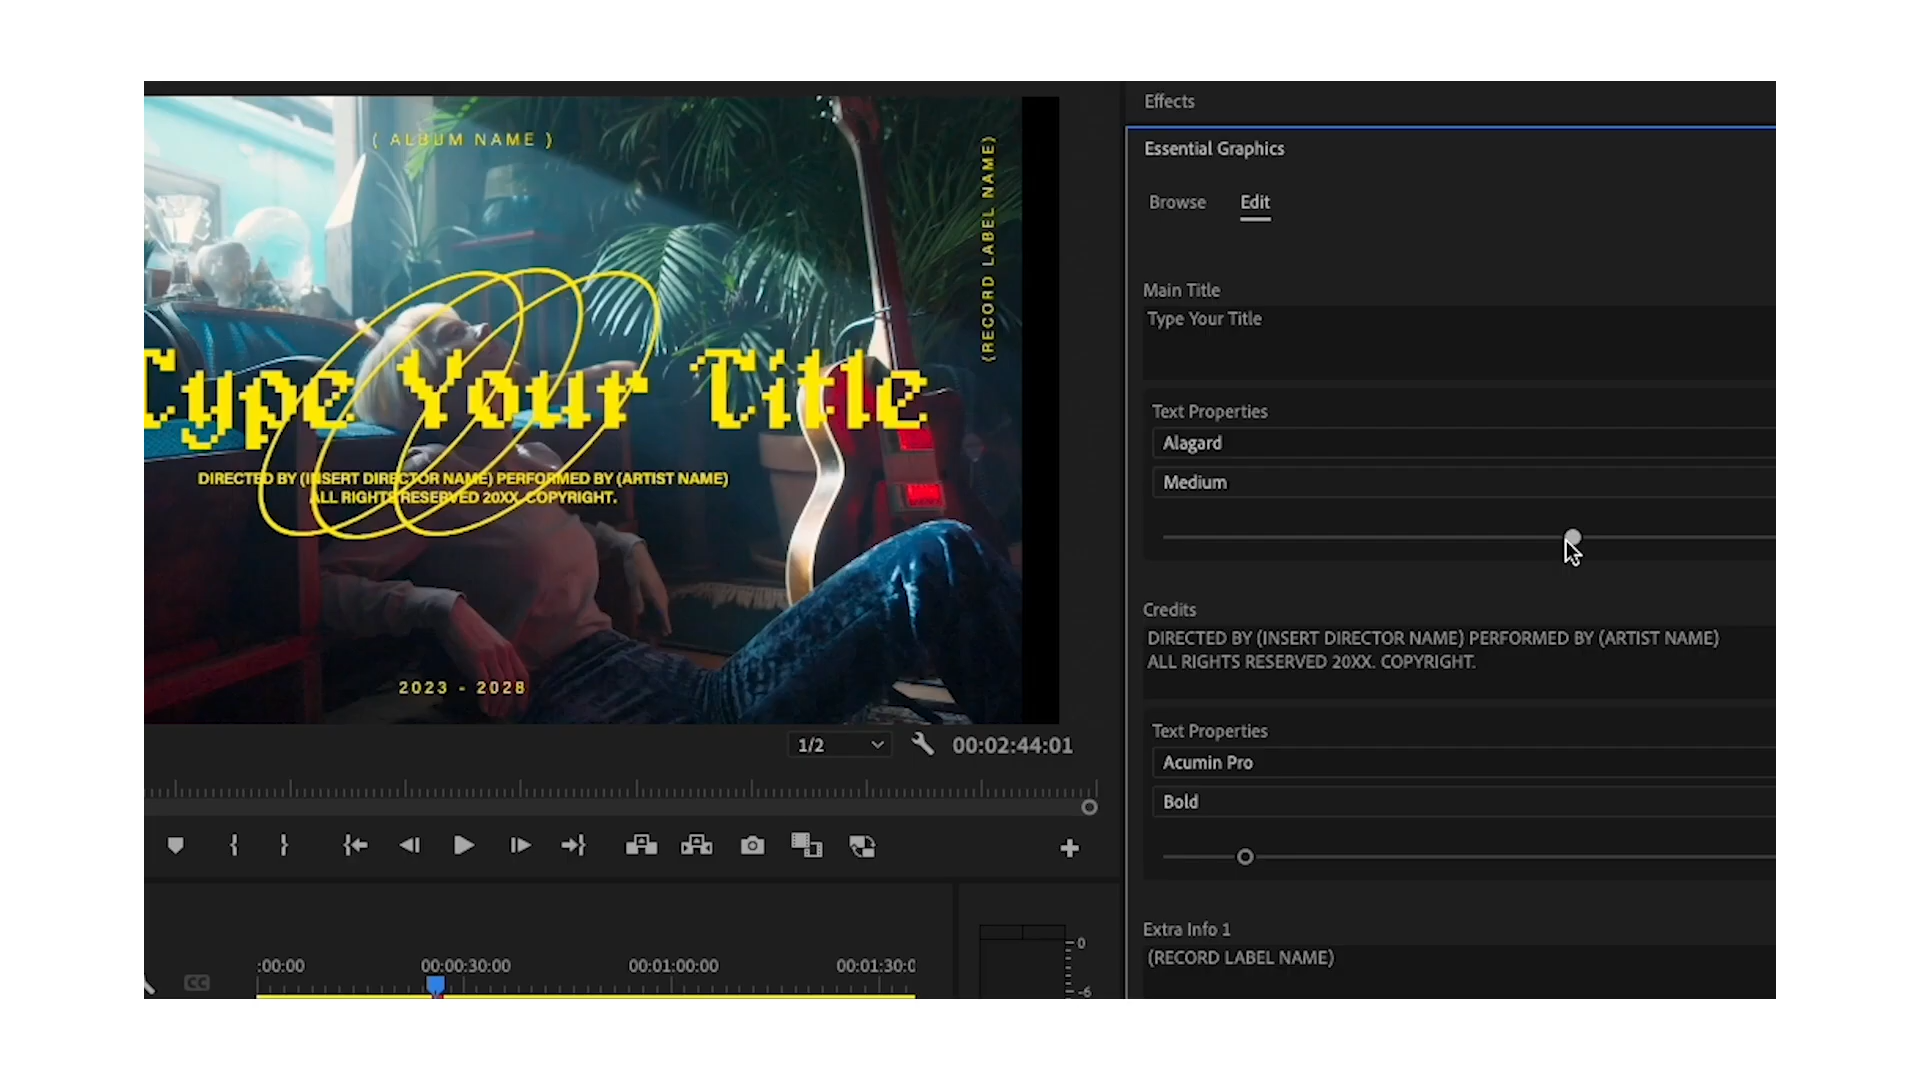 ( ALBUM NAME )
(RECORD LABEL NAME)
Type Your Title
DIRECTED BY (INSERT DIRECTOR NAME) PERFORMED BY (ARTIST NAME)
ALL RIGHTS RESERVED 20XX. COPYRIGHT.
2023 - 2028
1/2
00:02:44:01
:00:00
00:00:30:00
00:01:00:00
00:01:30:0
CC
0
-6
Effects
Essential Graphics
Browse
Edit
Main Title
Type Your Title
Text Properties
Alagard
Medium
Credits
DIRECTED BY (INSERT DIRECTOR NAME) PERFORMED BY (ARTIST NAME)
ALL RIGHTS RESERVED 20XX. COPYRIGHT.
Text Properties
Acumin Pro
Bold
Extra Info 1
(RECORD LABEL NAME)